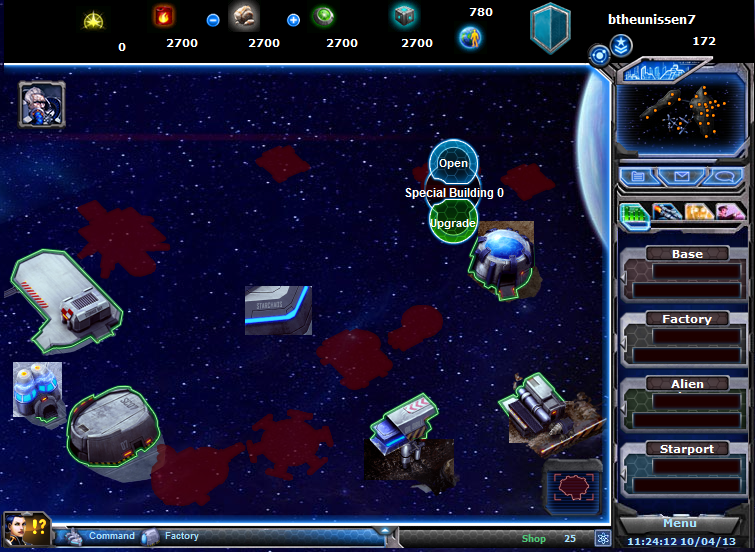 780
btheunissen7
0
2700
2700
2700
2700
172
Open
Special Building 0
Upgrade
STARCHAOS
Base
Factory
Alien
Starport
!?
Command
Factory
Shop
25
Menu
11:24:12 10/04/13